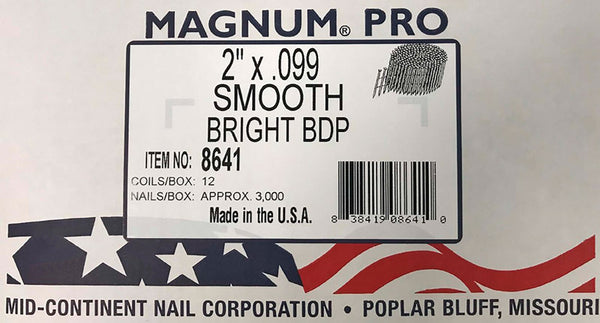 MAGNUM® PRO
2" x .099
SMOOTH
BRIGHT BDP
ITEM NO: 8641
COILS/BOX: 12
NAILS/BOX: APPROX. 3,000
Made in the U.S.A.
8 38419 08641 0
MID-CONTINENT NAIL CORPORATION • POPLAR BLUFF, MISSOURI